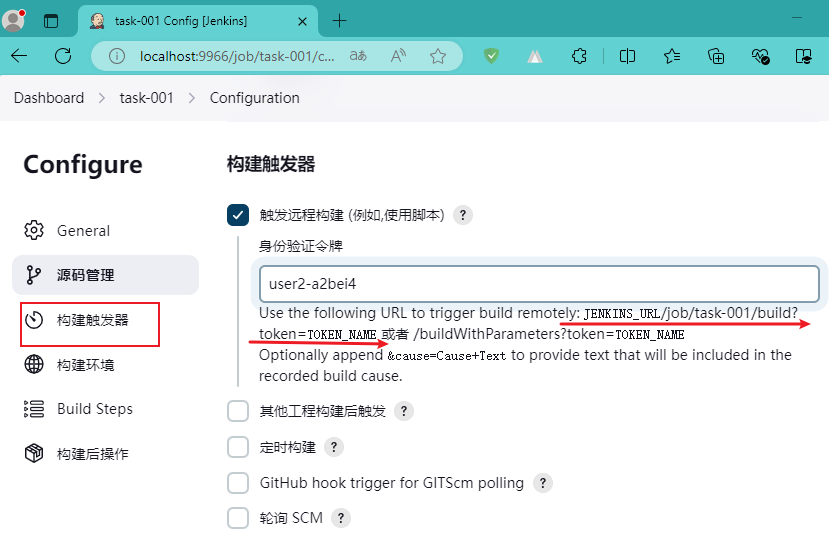 task-001 Config [Jenkins]
localhost:9966/job/task-001/c...
Dashboard > task-001 > Configuration
Configure
General
源码管理
构建触发器
构建环境
Build Steps
构建后操作
构建触发器
触发远程构建 (例如,使用脚本) ?
身份验证令牌
user2-a2bei4
Use the following URL to trigger build remotely: JENKINS_URL/job/task-001/build?
token=TOKEN_NAME 或者 /buildWithParameters?token=TOKEN_NAME
Optionally append &cause=Cause+Text to provide text that will be included in the
recorded build cause.
其他工程构建后触发 ?
定时构建 ?
GitHub hook trigger for GITScm polling ?
轮询 SCM ?